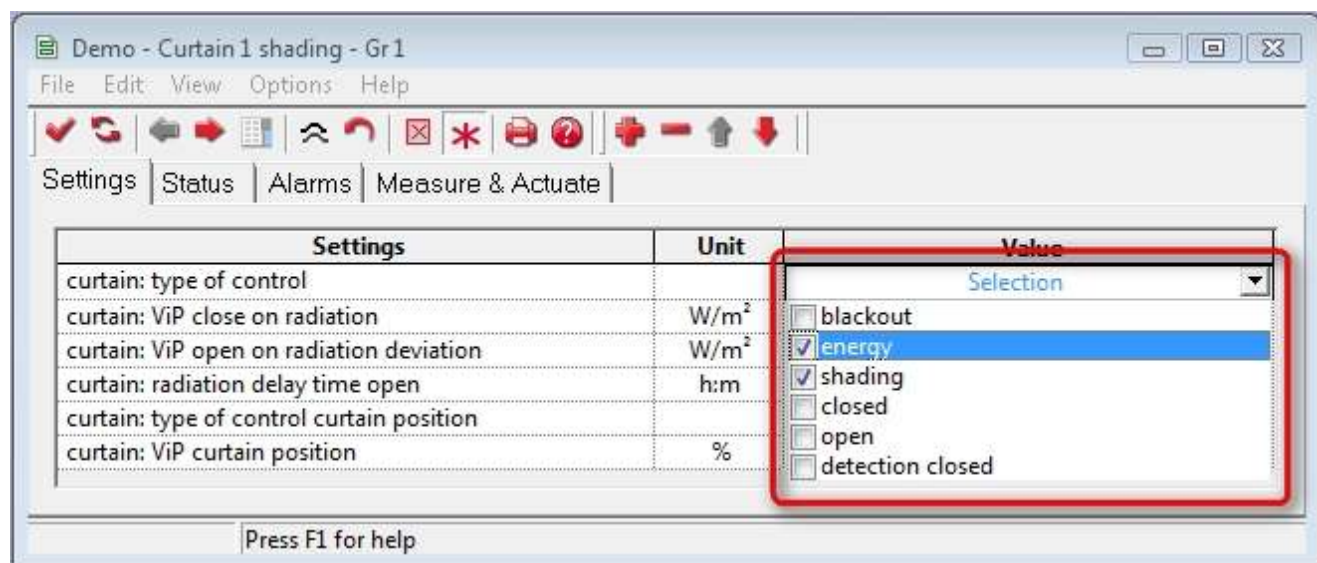 Demo - Curtain 1 shading - Gr 1
File Edit View Options Help
Settings Status Alarms Measure & Actuate
Settings Unit Value
curtain: type of control Selection
curtain: ViP close on radiation W/m² blackout
curtain: ViP open on radiation deviation W/m² energy
curtain: radiation delay time open h:m shading
closed
curtain: type of control curtain position
open
curtain: ViP curtain position %
detection closed
Press F1 for help